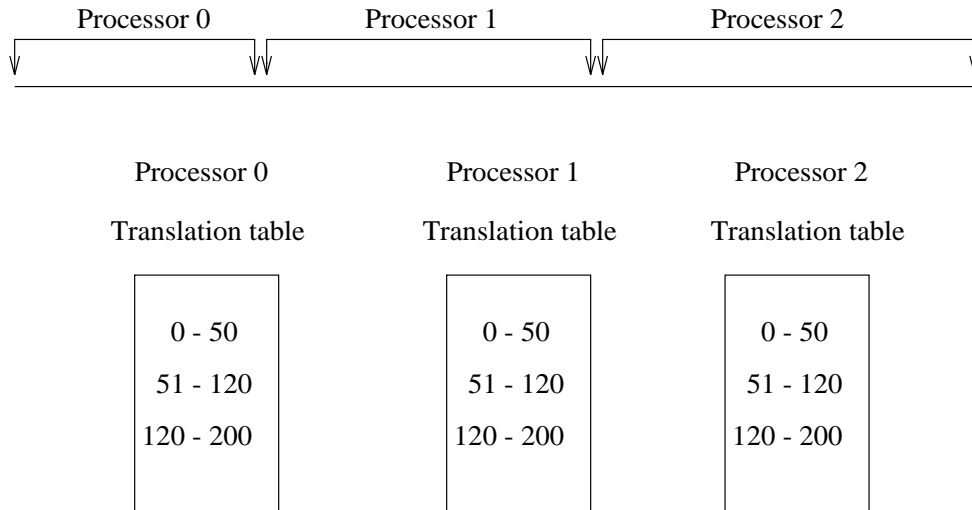 Processor 0 Processor 1 Processor 2
Processor 0 Processor 1 Processor 2
Translation table Translation table Translation table
0 - 50 0 - 50 0 - 50
51 - 120 51 - 120 51 - 120
120 - 200 120 - 200 120 - 200